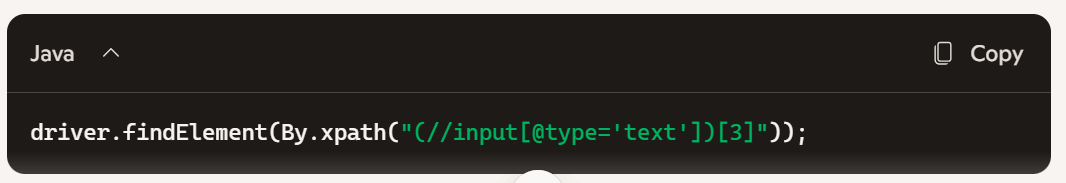 Java
Copy
driver.findElement(By.xpath("(//input[@type='text'])[3]"));